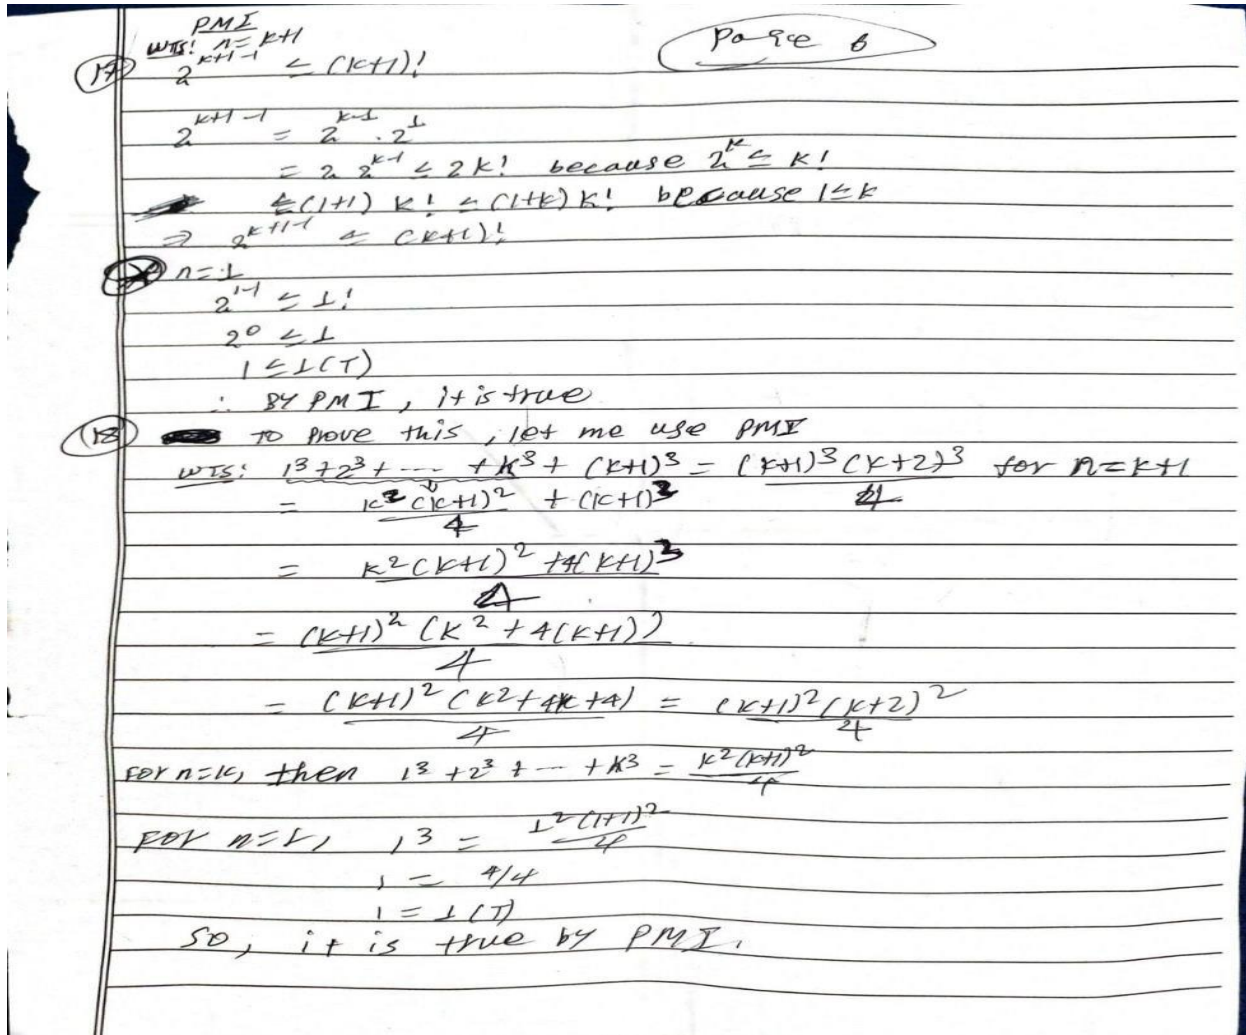 PMI
WTS: n=k+1
Page 6
(17) 2^(k+1-1) ≤ (k+1)!
2^(k+1-1) = 2^(k-1) · 2^1
= 2 2^(k-1) ≤ 2k! because 2^k ≤ k!
≤ (1+1) k! ≤ (1+k) k! because 1≤k
⇒ 2^(k+1-1) ≤ (k+1)!
n=1
2^(1-1) ≤ 1!
2^0 ≤ 1
1 ≤ 1 (T)
∴ BY PMI, it is true
(18) TO Prove this, let me use PMI
WTS: 1^3+2^3+ --- +k^3 + (k+1)^3 = (k+1)^3(k+2)^3/4 for n=k+1
= k^2(k+1)^2/4 + (k+1)^3
= (k^2(k+1)^2 + 4(k+1)^3)/4
= (k+1)^2 (k^2 + 4(k+1))/4
= (k+1)^2 (k^2+4k+4)/4 = (k+1)^2(k+2)^2/4
For n=k, then 1^3 + 2^3 + --- + k^3 = k^2(k+1)^2/4
For n=1, 1^3 = 1^2(1+1)^2/4
1 = 4/4
1 = 1 (T)
So, it is true by PMI.